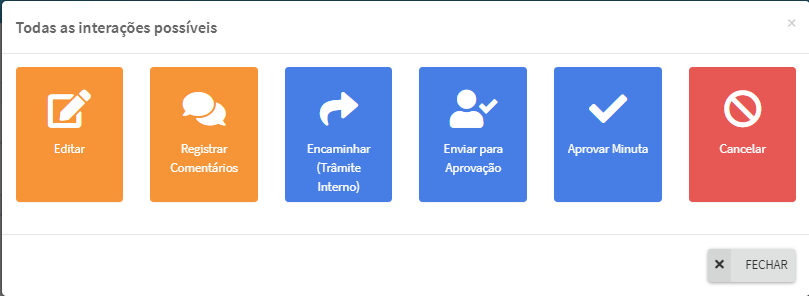 Todas as interações possíveis
×
Editar
Registrar
Comentários
Encaminhar
(Trâmite
Interno)
Enviar para
Aprovação
Aprovar Minuta
Cancelar
FECHAR